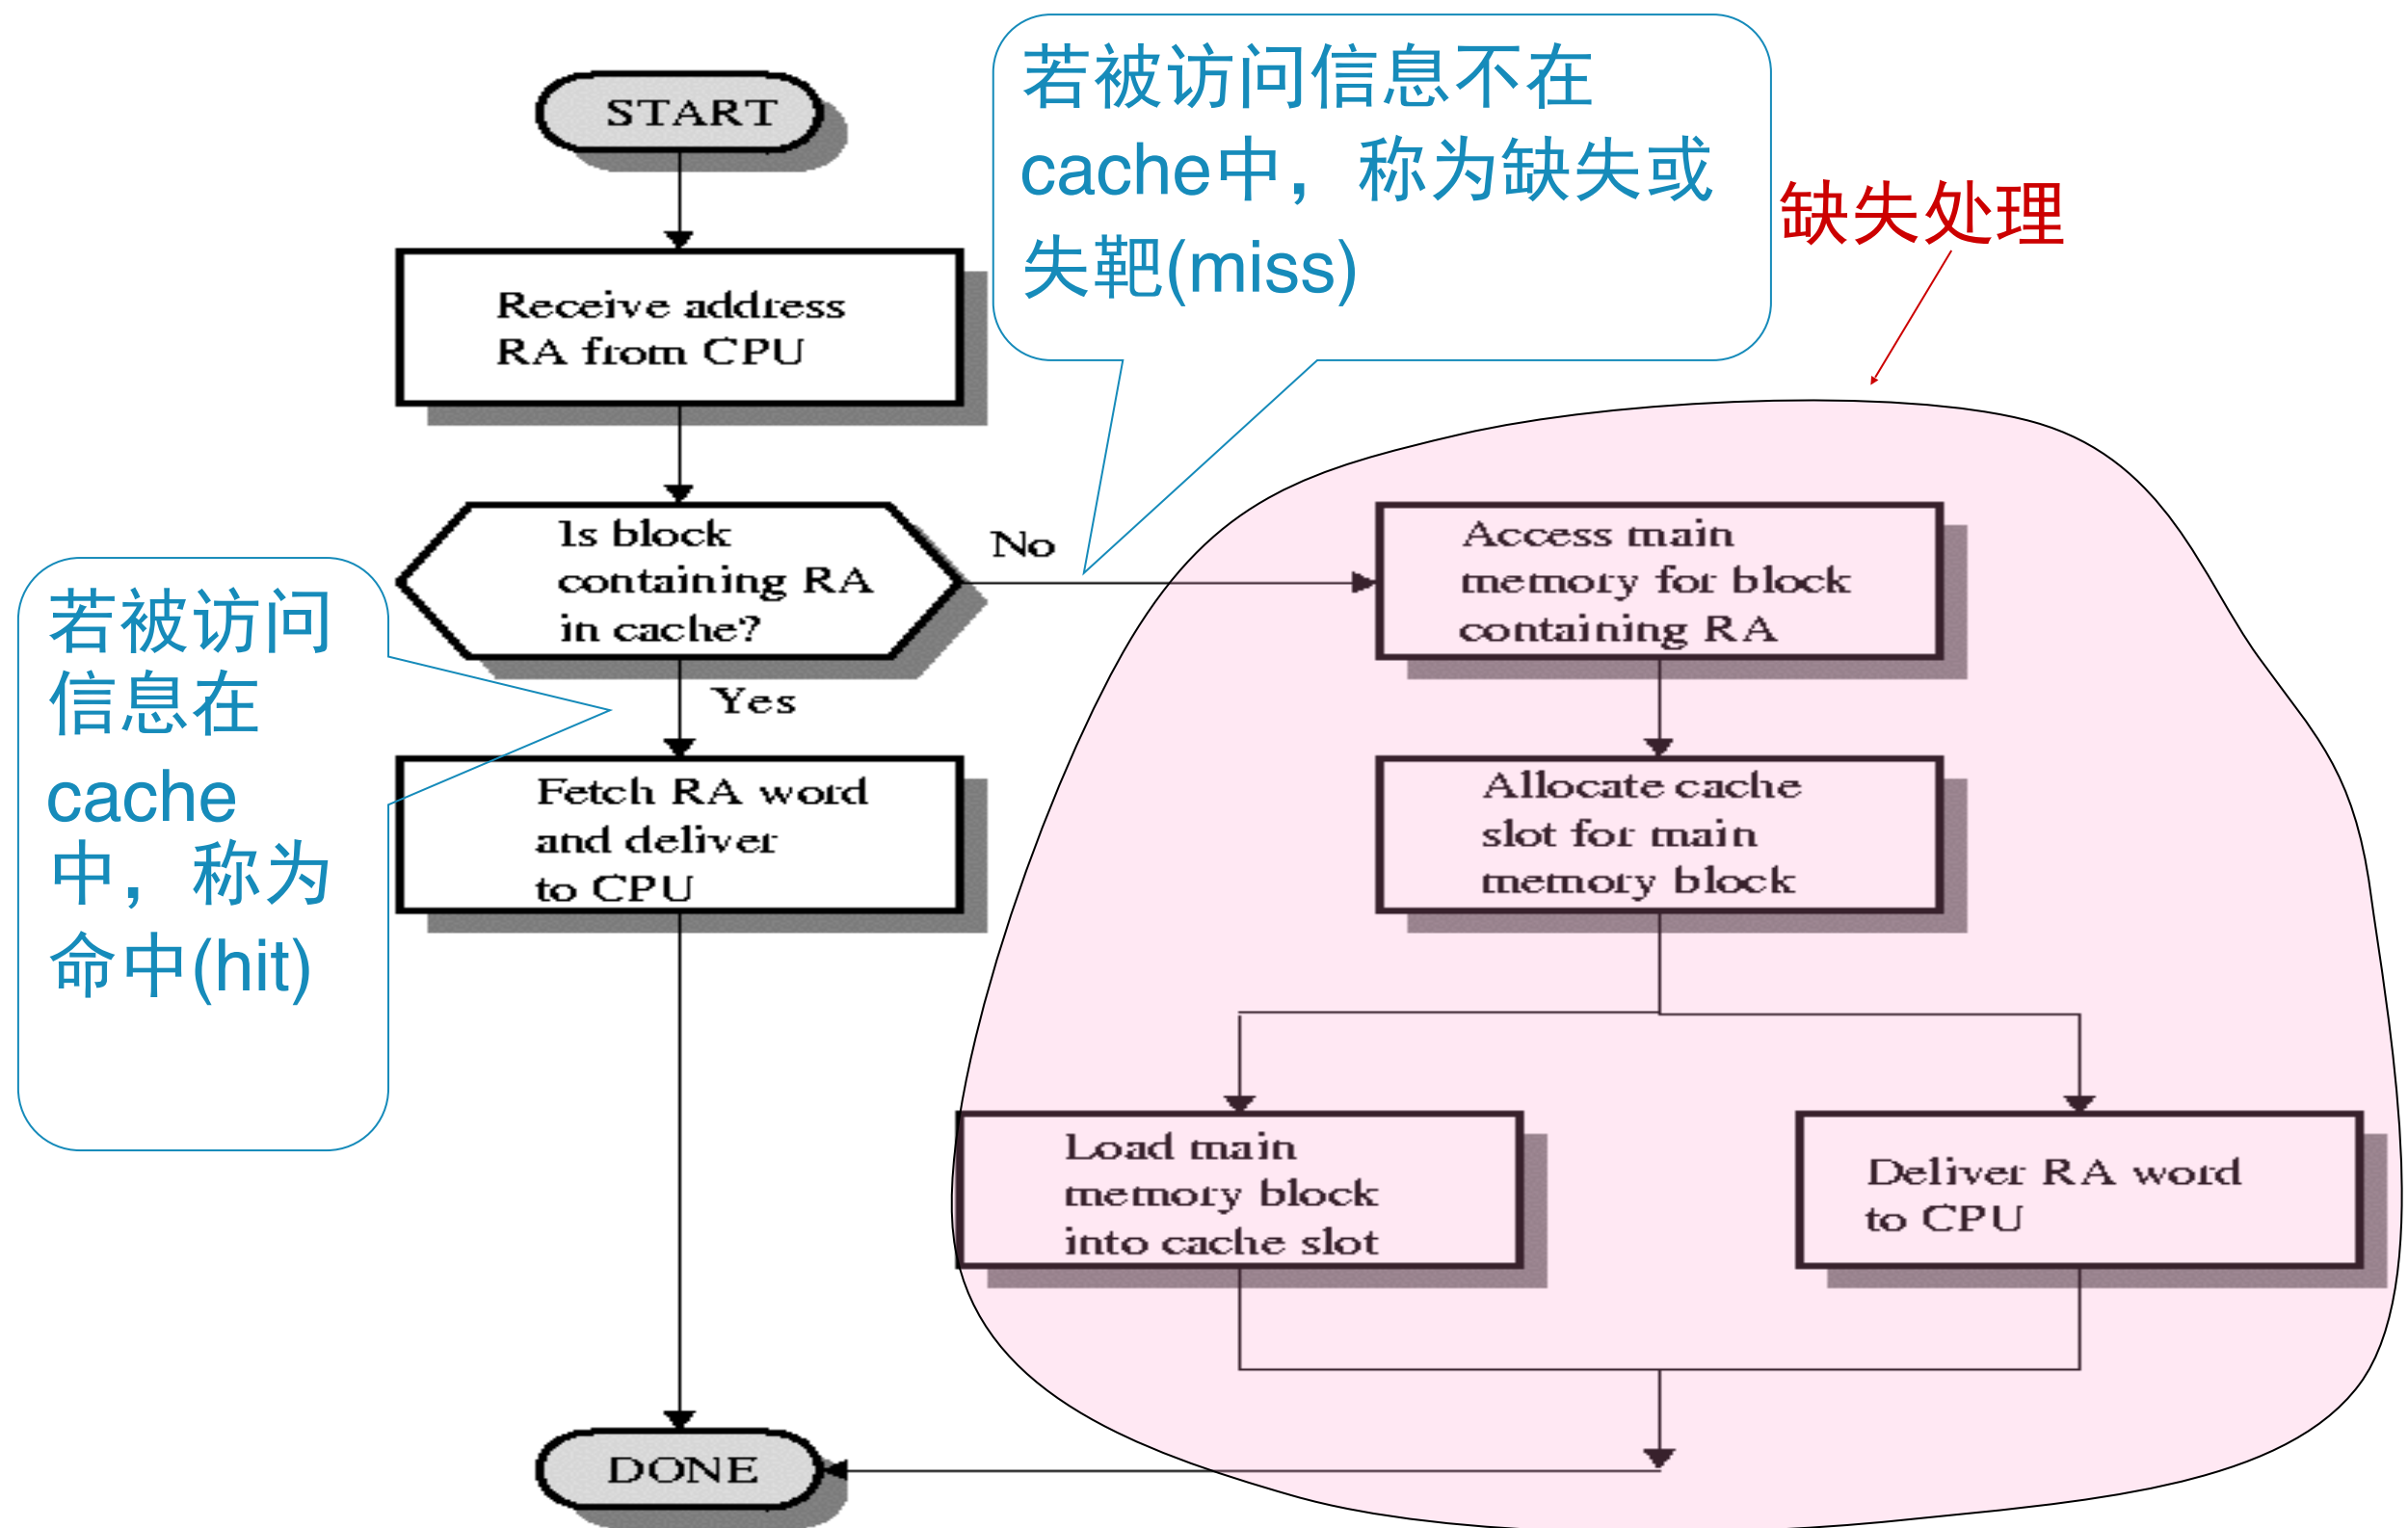 START
若被访问信息不在
cache中，称为缺失或
失靶(miss)
缺失处理
Receive address
RA from CPU
Is block
containing RA
in cache?
No
Yes
若被访问
信息在
cache
中，称为
命中(hit)
Access main
memory for block
containing RA
Fetch RA word
and deliver
to CPU
Allocate cache
slot for main
memory block
Load main
memory block
into cache slot
Deliver RA word
to CPU
DONE